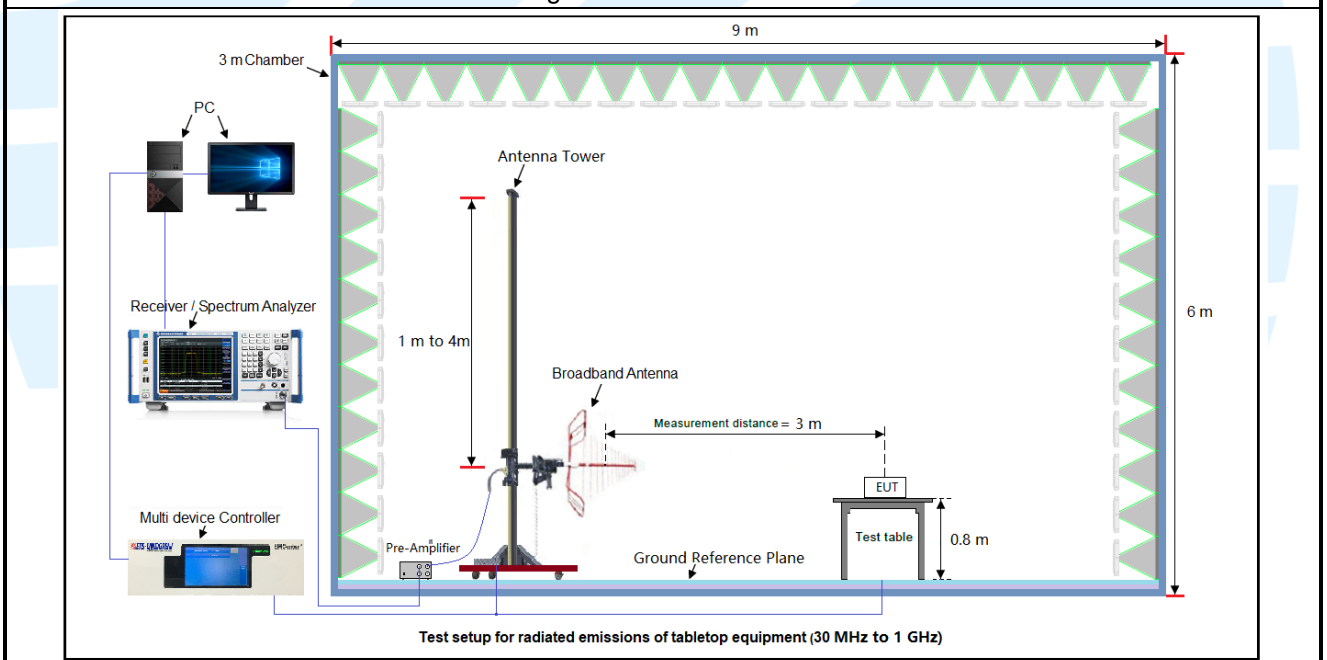 9 m
3 m Chamber
PC
Antenna Tower
Receiver / Spectrum Analyzer
1 m to 4m
6 m
Broadband Antenna
Measurement distance = 3 m
EUT
Multi device Controller
Pre-Amplifier
Test table
0.8 m
Ground Reference Plane
Test setup for radiated emissions of tabletop equipment (30 MHz to 1 GHz)